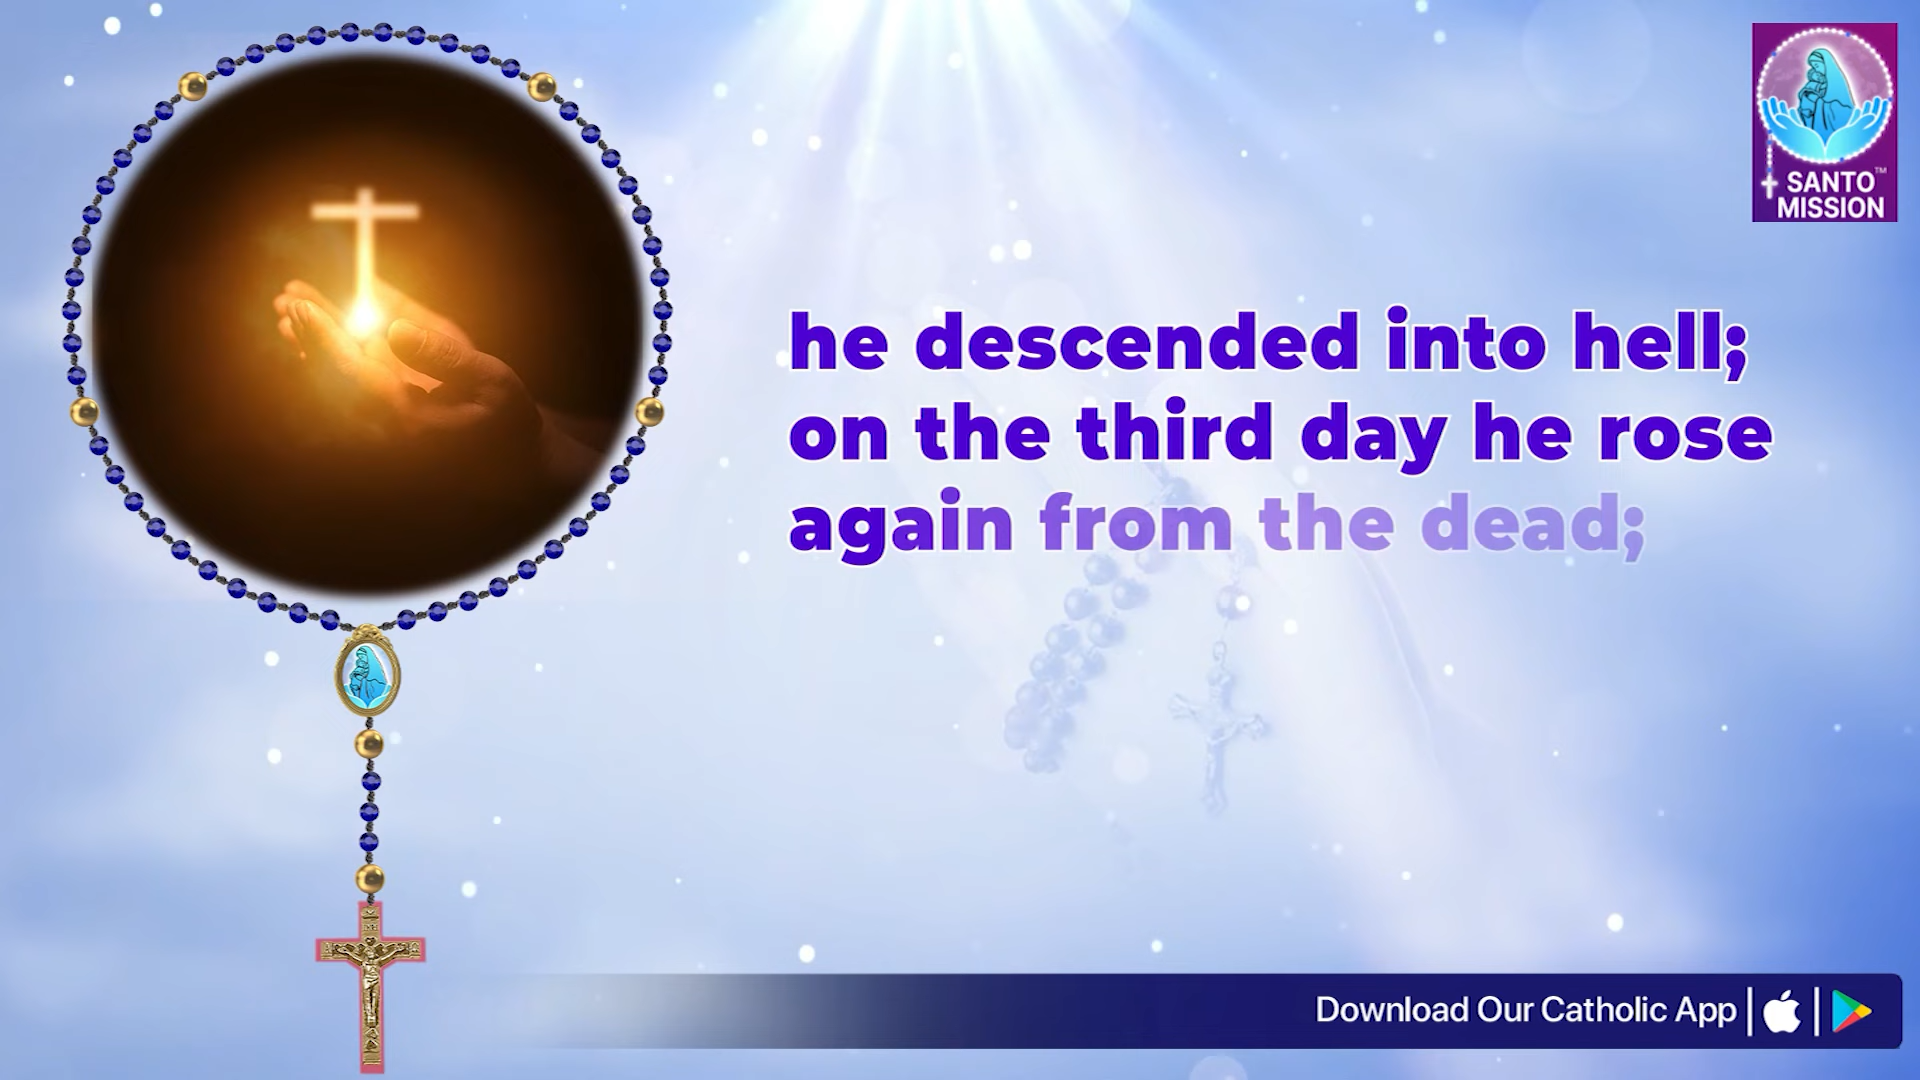 SANTO™
MISSION
he descended into hell;
on the third day he rose
again from the dead;
Download Our Catholic App